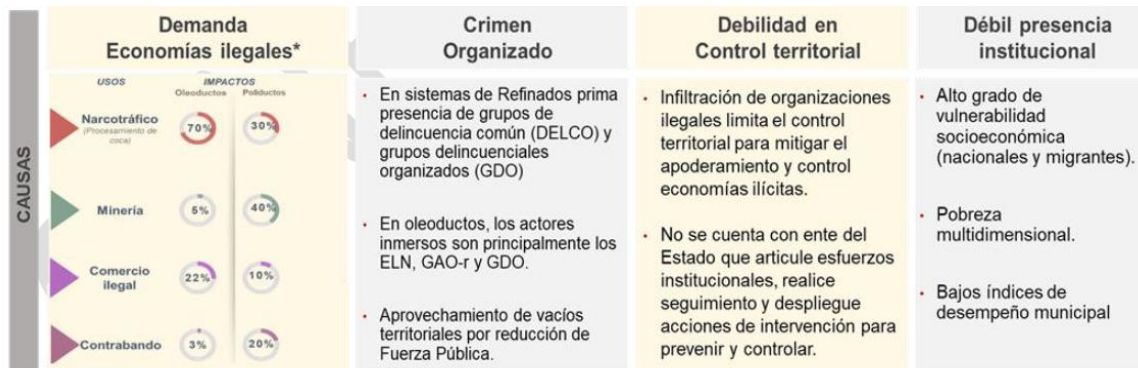 CAUSAS
Demanda
Economías ilegales*
USOS
IMPACTOS
Oleoductos
Poliductos
Narcotráfico
(Procesamiento de
coca)
70%
30%
Minería
5%
40%
Comercio
ilegal
22%
10%
Contrabando
3%
20%
Crimen
Organizado
• En sistemas de Refinados prima
presencia de grupos de
delincuencia común (DELCO) y
grupos delincuenciales
organizados (GDO)
• En oleoductos, los actores
inmersos son principalmente los
ELN, GAO-r y GDO.
• Aprovechamiento de vacíos
territoriales por reducción de
Fuerza Pública.
Debilidad en
Control territorial
• Infiltración de organizaciones
ilegales limita el control
territorial para mitigar el
apoderamiento y control
economías ilícitas.
• No se cuenta con ente del
Estado que articule esfuerzos
institucionales, realice
seguimiento y despliegue
acciones de intervención para
prevenir y controlar.
Débil presencia
institucional
• Alto grado de
vulnerabilidad
socioeconómica
(nacionales y migrantes).
• Pobreza
multidimensional.
• Bajos índices de
desempeño municipal